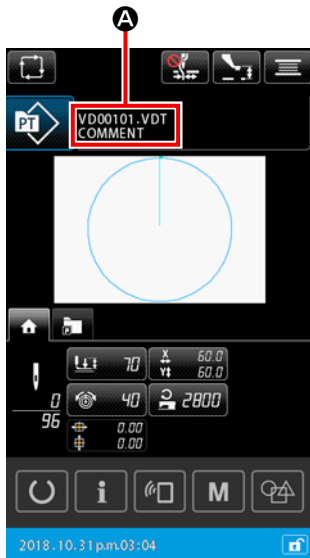 A
PT
VD00101.VDT
COMMENT
70
X 60.0
Y 60.0
0
96
40
2800
0.00
0.00
i
M
2018.10.31 p.m.03:04